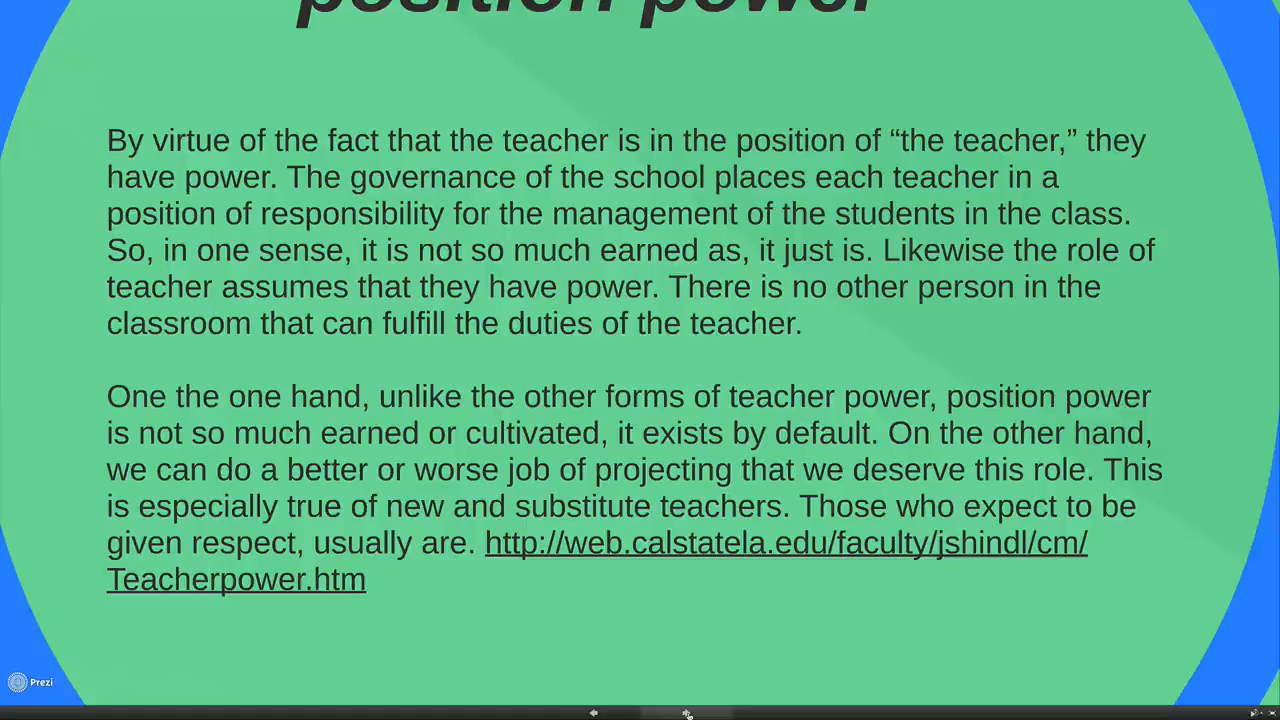 position power
By virtue of the fact that the teacher is in the position of “the teacher,” they
have power. The governance of the school places each teacher in a
position of responsibility for the management of the students in the class.
So, in one sense, it is not so much earned as, it just is. Likewise the role of
teacher assumes that they have power. There is no other person in the
classroom that can fulfill the duties of the teacher.
One the one hand, unlike the other forms of teacher power, position power
is not so much earned or cultivated, it exists by default. On the other hand,
we can do a better or worse job of projecting that we deserve this role. This
is especially true of new and substitute teachers. Those who expect to be
given respect, usually are. http://web.calstatela.edu/faculty/jshindl/cm/
Teacherpower.htm
Prezi